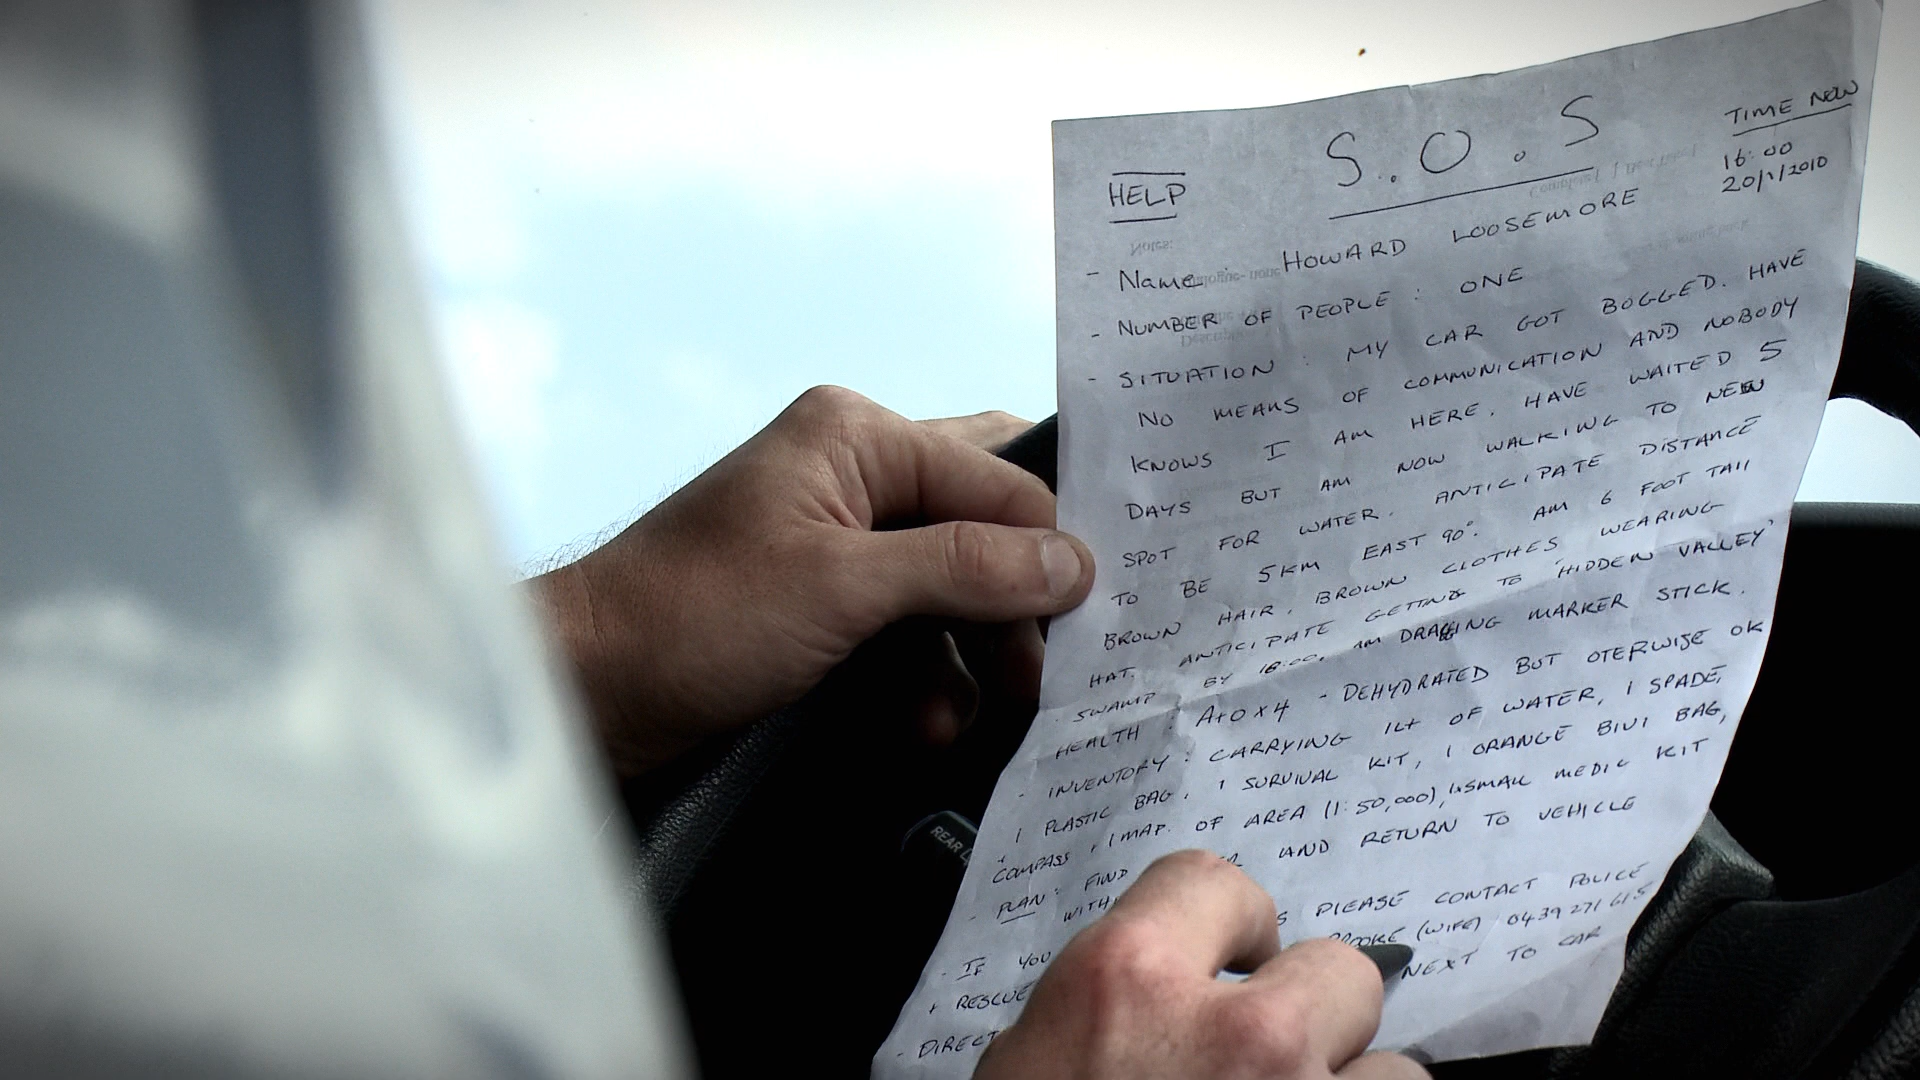 S.O.S
TIME NOW
HELP
16:00
20/1/2010
- Name: HOWARD LOOSEMORE
- NUMBER OF PEOPLE : ONE
- SITUATION : MY CAR GOT BOGGED. HAVE
NO MEANS OF COMMUNICATION AND NOBODY
KNOWS I AM HERE. HAVE WAITED 5
DAYS BUT AM NOW WALKING TO NEW
SPOT FOR WATER. ANTICIPATE DISTANCE
TO BE 5KM EAST 90°. AM 6 FOOT TAll
BROWN HAIR. BROWN CLOTHES WEARING
HAT. ANTICIPATE GETTING TO 'HIDDEN VALLEY'
SWAMP BY 18:00. AM DRAGGING MARKER STICK.
HEALTH : A+O x 4 - DEHYDRATED BUT OTERWISE OK
- INVENTORY : CARRYING 1Lt OF WATER, 1 SPADE,
1 PLASTIC BAG, 1 SURVIVAL KIT, 1 ORANGE BIVI BAG,
COMPASS + 1 MAP. OF AREA (1:50,000), SMALL MEDIC KIT
- PLAN : FIND AND RETURN TO VEHICLE
- IF YOU PLEASE CONTACT POLICE
+ RESCUE (WIFE) 0439 271 615
- NEXT TO CAR
REAR
Notes: